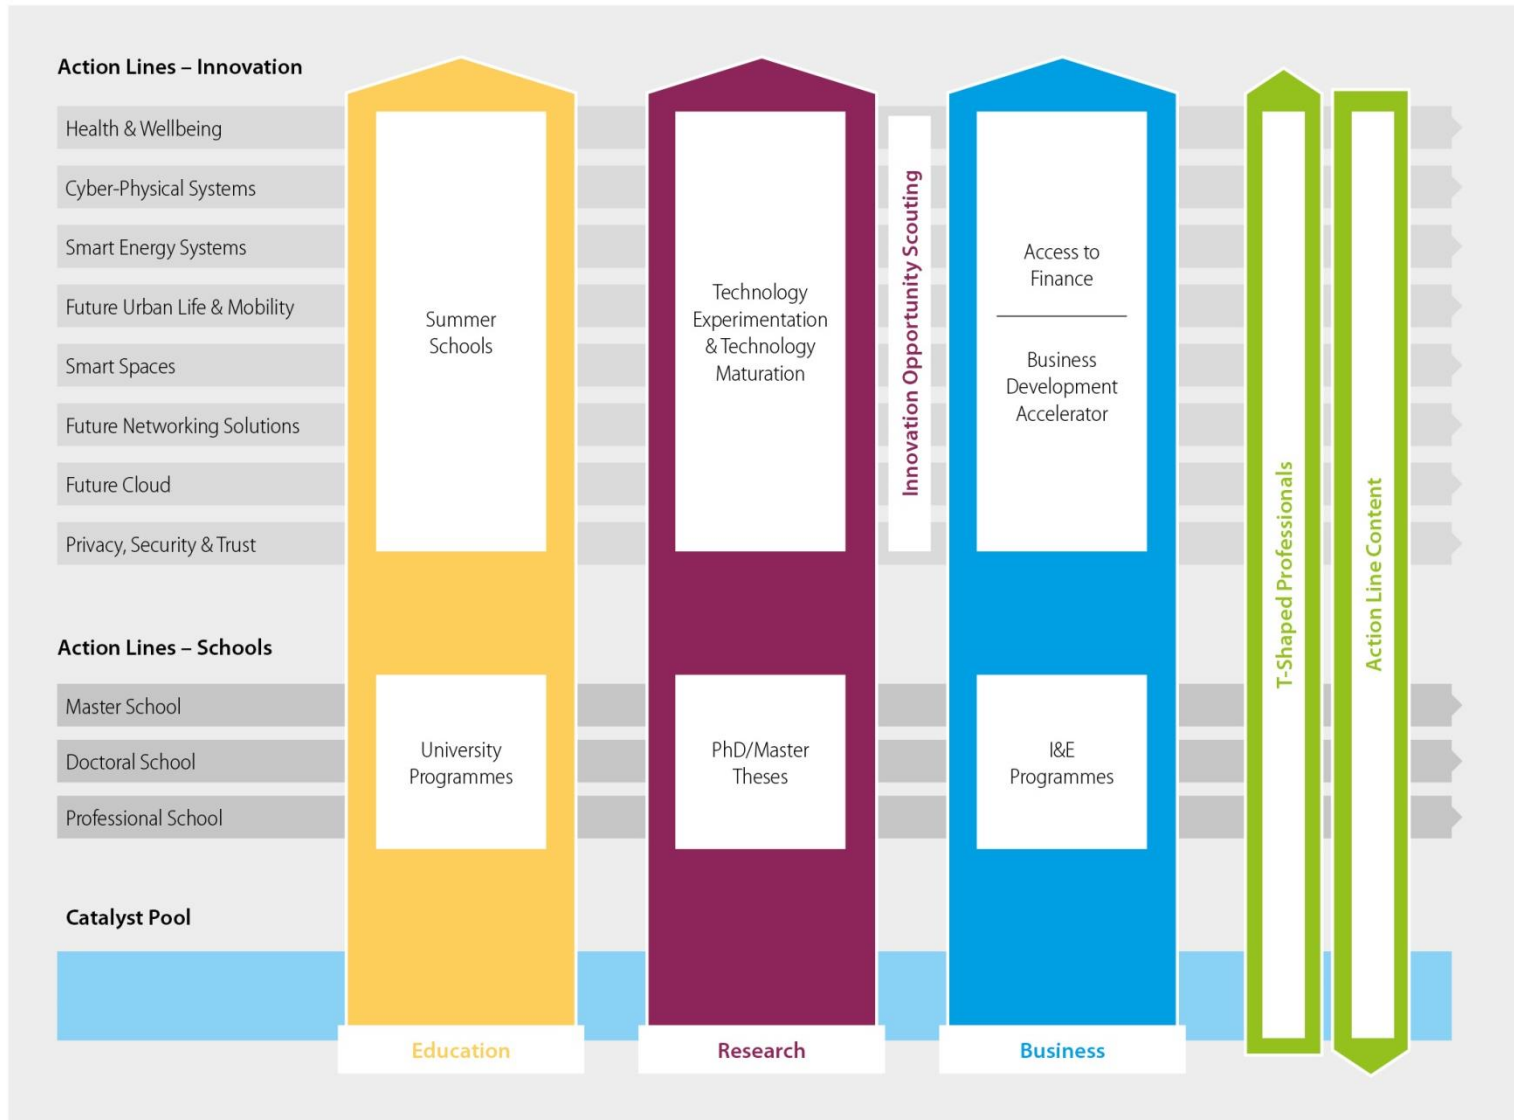 Action Lines – Innovation
Health & Wellbeing
Cyber-Physical Systems
Smart Energy Systems
Future Urban Life & Mobility
Smart Spaces
Future Networking Solutions
Future Cloud
Privacy, Security & Trust
Summer
Schools
Technology
Experimentation
& Technology
Maturation
Innovation Opportunity Scouting
Access to
Finance
Business
Development
Accelerator
T-Shaped Professionals
Action Line Content
Action Lines – Schools
Master School
Doctoral School
Professional School
University
Programmes
PhD/Master
Theses
I&E
Programmes
Catalyst Pool
Education
Research
Business